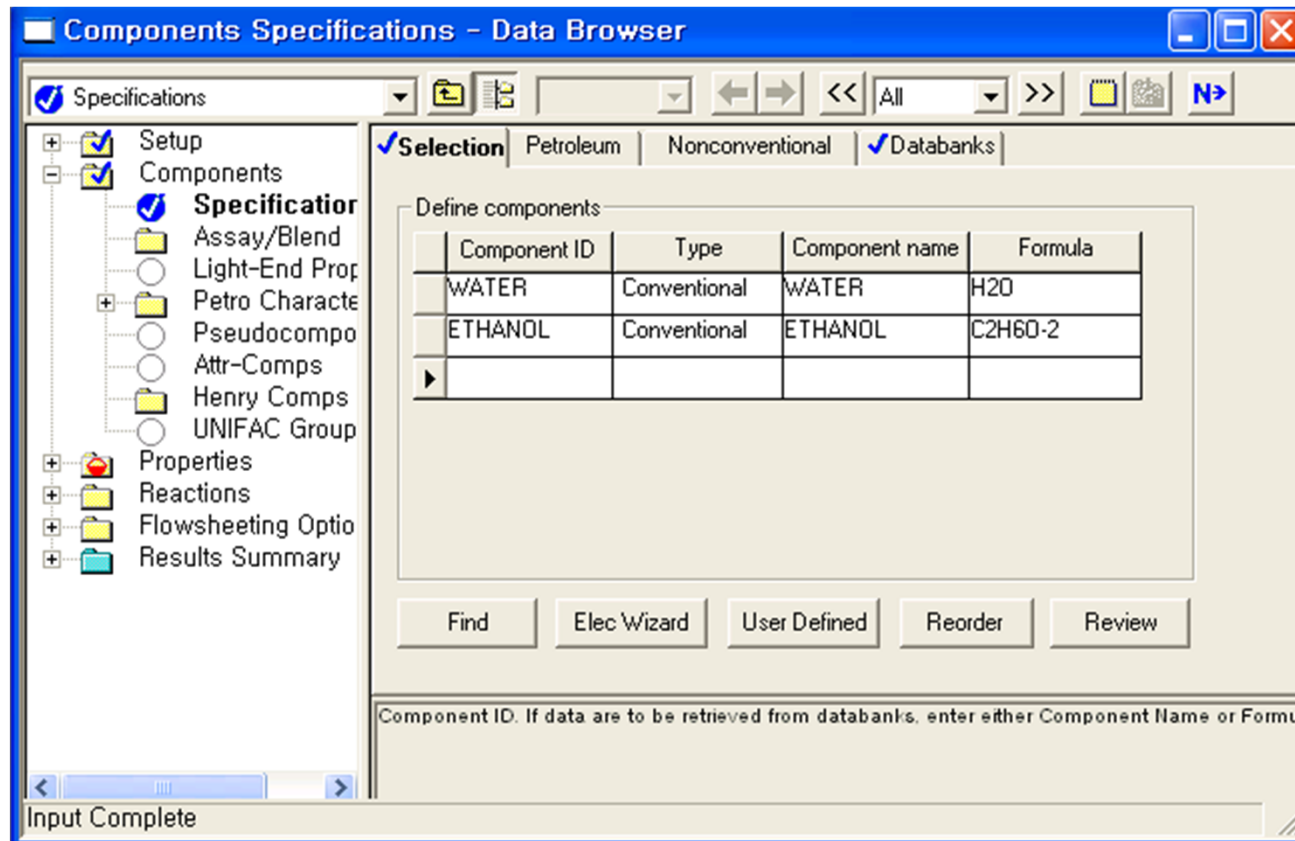 Components Specifications - Data Browser
Specifications
<< All >> N
Setup
Components
Specification
Assay/Blend
Light-End Prop
Petro Characte
Pseudocompo
Attr-Comps
Henry Comps
UNIFAC Group
Properties
Reactions
Flowsheeting Optio
Results Summary
Selection Petroleum Nonconventional Databanks
Define components
Component ID Type Component name Formula
WATER Conventional WATER H2O
ETHANOL Conventional ETHANOL C2H6O-2
Find Elec Wizard User Defined Reorder Review
Component ID. If data are to be retrieved from databanks, enter either Component Name or Formu
Input Complete